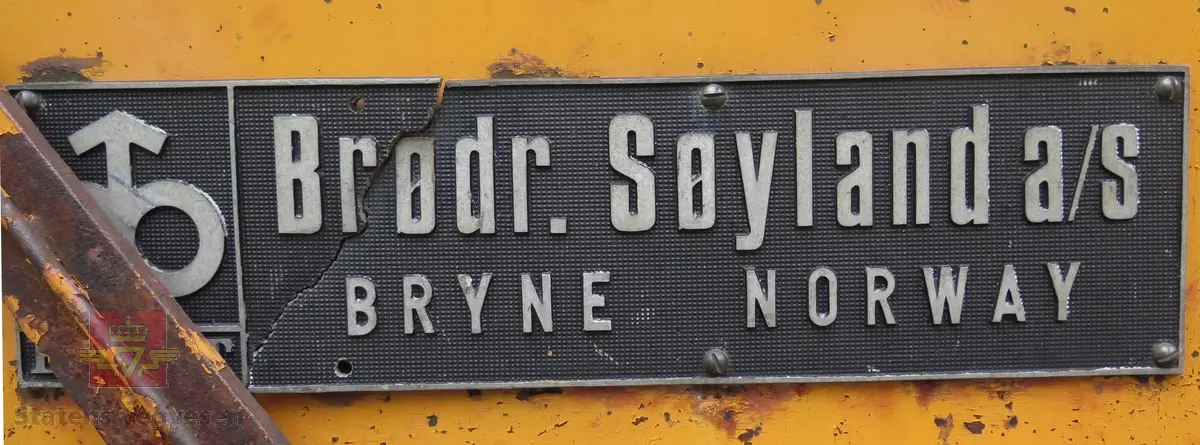 Brødr. Søyland a/s
BRYNE NORWAY